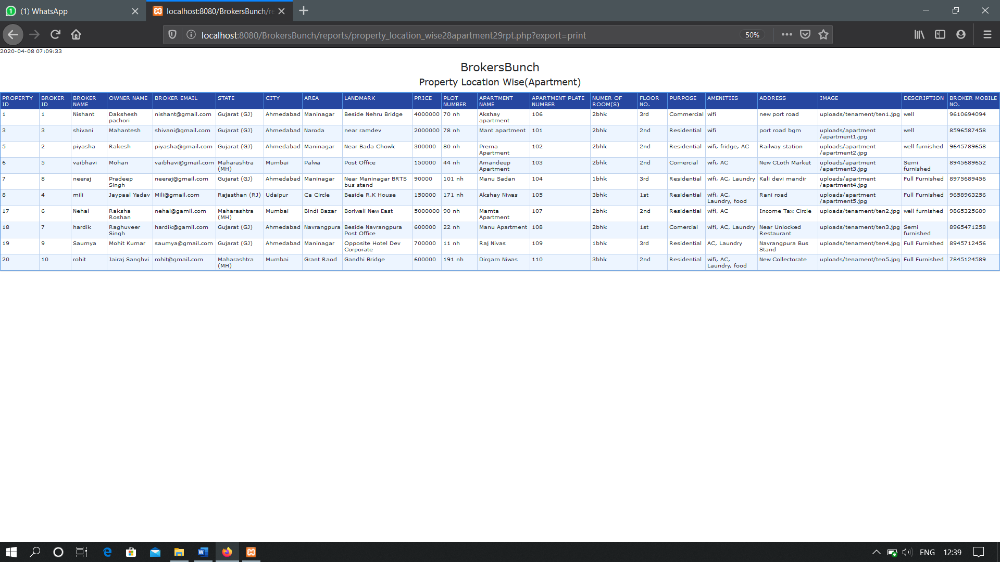 (1) WhatsApp
localhost:8080/BrokersBunch/re
localhost:8080/BrokersBunch/reports/property_location_wise28apartment29rpt.php?export=print
50%
2020-04-08 07:09:33
BrokersBunch
Property Location Wise(Apartment)
PROPERTY ID BROKER ID BROKER NAME OWNER NAME BROKER EMAIL STATE CITY AREA LANDMARK PRICE PLOT NUMBER APARTMENT NAME APARTMENT PLATE NUMBER NUMER OF ROOM(S) FLOOR NO. PURPOSE AMENITIES ADDRESS IMAGE DESCRIPTION BROKER MOBILE NO.
1 1 Nishant Dakshesh pachori nishant@gmail.com Gujarat (GJ) Ahmedabad Maninagar Beside Nehru Bridge 4000000 70 nh Akshay apartment 106 2bhk 3rd Commercial wifi new port road uploads/tenament/ten1.jpg well 9610694094
3 3 shivani Mahantesh shivani@gmail.com Gujarat (GJ) Ahmedabad Naroda near ramdev 2000000 78 nh Mant apartment 101 2bhk 2nd Residential wifi port road bgm uploads/apartment/apartment1.jpg well 8596587458
5 2 piyasha Rakesh piyasha@gmail.com Gujarat (GJ) Ahmedabad Maninagar Near Bada Chowk 300000 80 nh Prerna Apartment 102 2bhk 2nd Residential wifi, fridge, AC Railway station uploads/apartment/apartment2.jpg well furnished 9645789658
6 5 vaibhavi Mohan vaibhavi@gmail.com Maharashtra (MH) Mumbai Palwa Post Office 150000 44 nh Amandeep Apartment 103 2bhk 2nd Comercial wifi, AC New CLoth Market uploads/apartment/apartment3.jpg Semi furnished 8945689652
7 8 neeraj Pradeep Singh neeraj@gmail.com Gujarat (GJ) Ahmedabad Maninagar Near Maninagar BRTS bus stand 90000 101 nh Manu Sadan 104 1bhk 3rd Residential wifi, AC, Laundry Kali devi mandir uploads/apartment/apartment4.jpg Full Furnished 8975689456
8 4 mili Jaypaal Yadav Mili@gmail.com Rajasthan (RJ) Udaipur Ca Circle Beside R.K House 150000 171 nh Akshay Niwas 105 3bhk 1st Residential wifi, AC, Laundry, food Rani road uploads/apartment/apartment5.jpg Full Furnished 9658963256
17 6 Nehal Raksha Roshan nehal@gamil.com Maharashtra (MH) Mumbai Bindi Bazar Boriwali New East 5000000 90 nh Mamta Apartment 107 2bhk 2nd Residential wifi, AC Income Tax Circle uploads/tenament/ten2.jpg well furnished 9865325689
18 7 hardik Raghuveer Singh hardik@gamil.com Gujarat (GJ) Ahmedabad Navrangpura Beside Navrangpura Post Office 600000 22 nh Manu Apartment 108 2bhk 1st Comercial wifi, AC, Laundry Near Unlocked Restaurant uploads/tenament/ten3.jpg Semi furnished 8965471258
19 9 Saumya Mohit Kumar saumya@gmail.com Gujarat (GJ) Ahmedabad Maninagar Opposite Hotel Dev Corporate 700000 11 nh Raj Nivas 109 1bhk 3rd Residential AC, Laundry Navrangpura Bus Stand uploads/tenament/ten4.jpg Full Furnished 8945712456
20 10 rohit Jairaj Sanghvi rohit@gmail.com Maharashtra (MH) Mumbai Grant Raod Gandhi Bridge 600000 191 nh Dirgam Niwas 110 3bhk 2nd Residential wifi, AC, Laundry, food New Collectorate uploads/tenament/ten5.jpg Full Furnished 7845124589
ENG 12:39